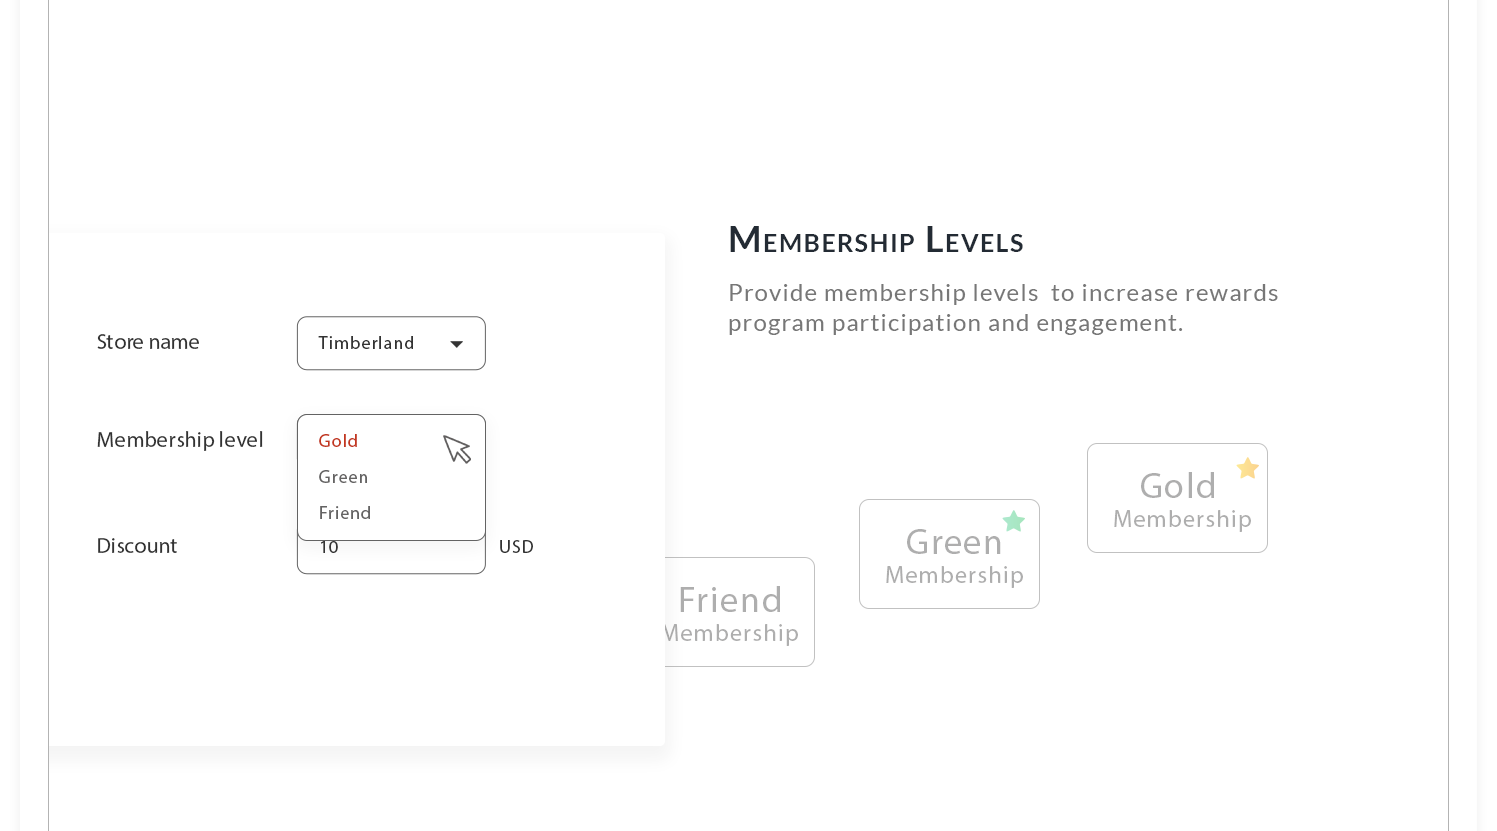 Membership Levels
Provide membership levels to increase rewards
program participation and engagement.
Store name
Timberland
Membership level
Gold
Green
Friend
Discount
10
USD
Friend
Membership
Green
Membership
Gold
Membership